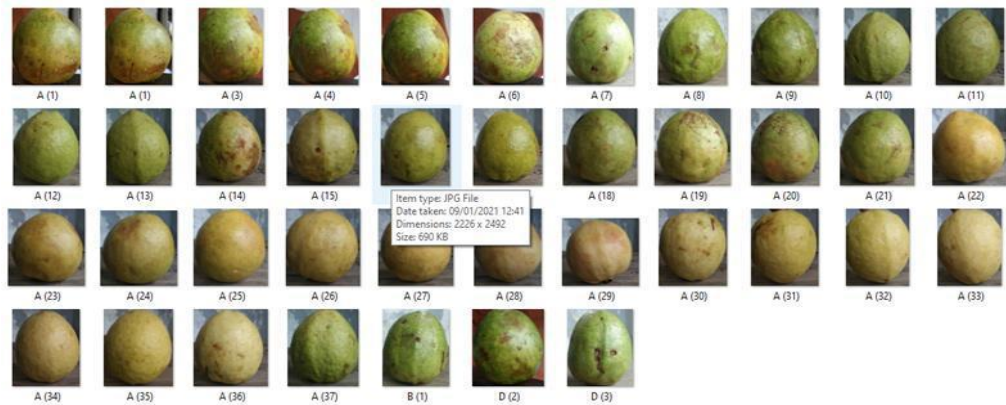 A (1) A (1) A (3) A (4) A (5) A (6) A (7) A (8) A (9) A (10) A (11)
A (12) A (13) A (14) A (15) A (18) A (19) A (20) A (21) A (22)
Item type: JPG File
Date taken: 09/01/2021 12:41
Dimensions: 2226 x 2492
Size: 690 KB
A (23) A (24) A (25) A (26) A (27) A (28) A (29) A (30) A (31) A (32) A (33)
A (34) A (35) A (36) A (37) B (1) D (2) D (3)